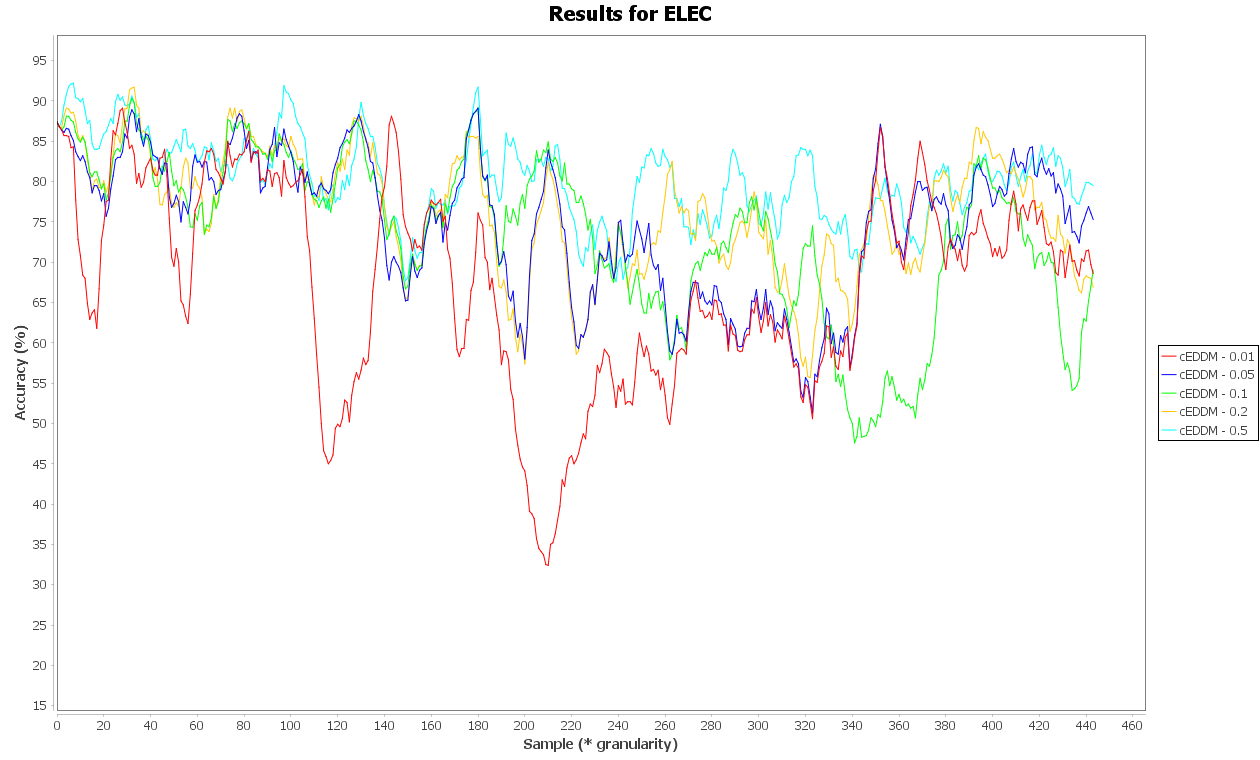 Results for ELEC
95
90
85
80
75
70
65
60
55
50
45
40
35
30
25
20
15
Accuracy (%)
0 20 40 60 80 100 120 140 160 180 200 220 240 260 280 300 320 340 360 380 400 420 440 460
Sample (* granularity)
cEDDM - 0.01
cEDDM - 0.05
cEDDM - 0.1
cEDDM - 0.2
cEDDM - 0.5